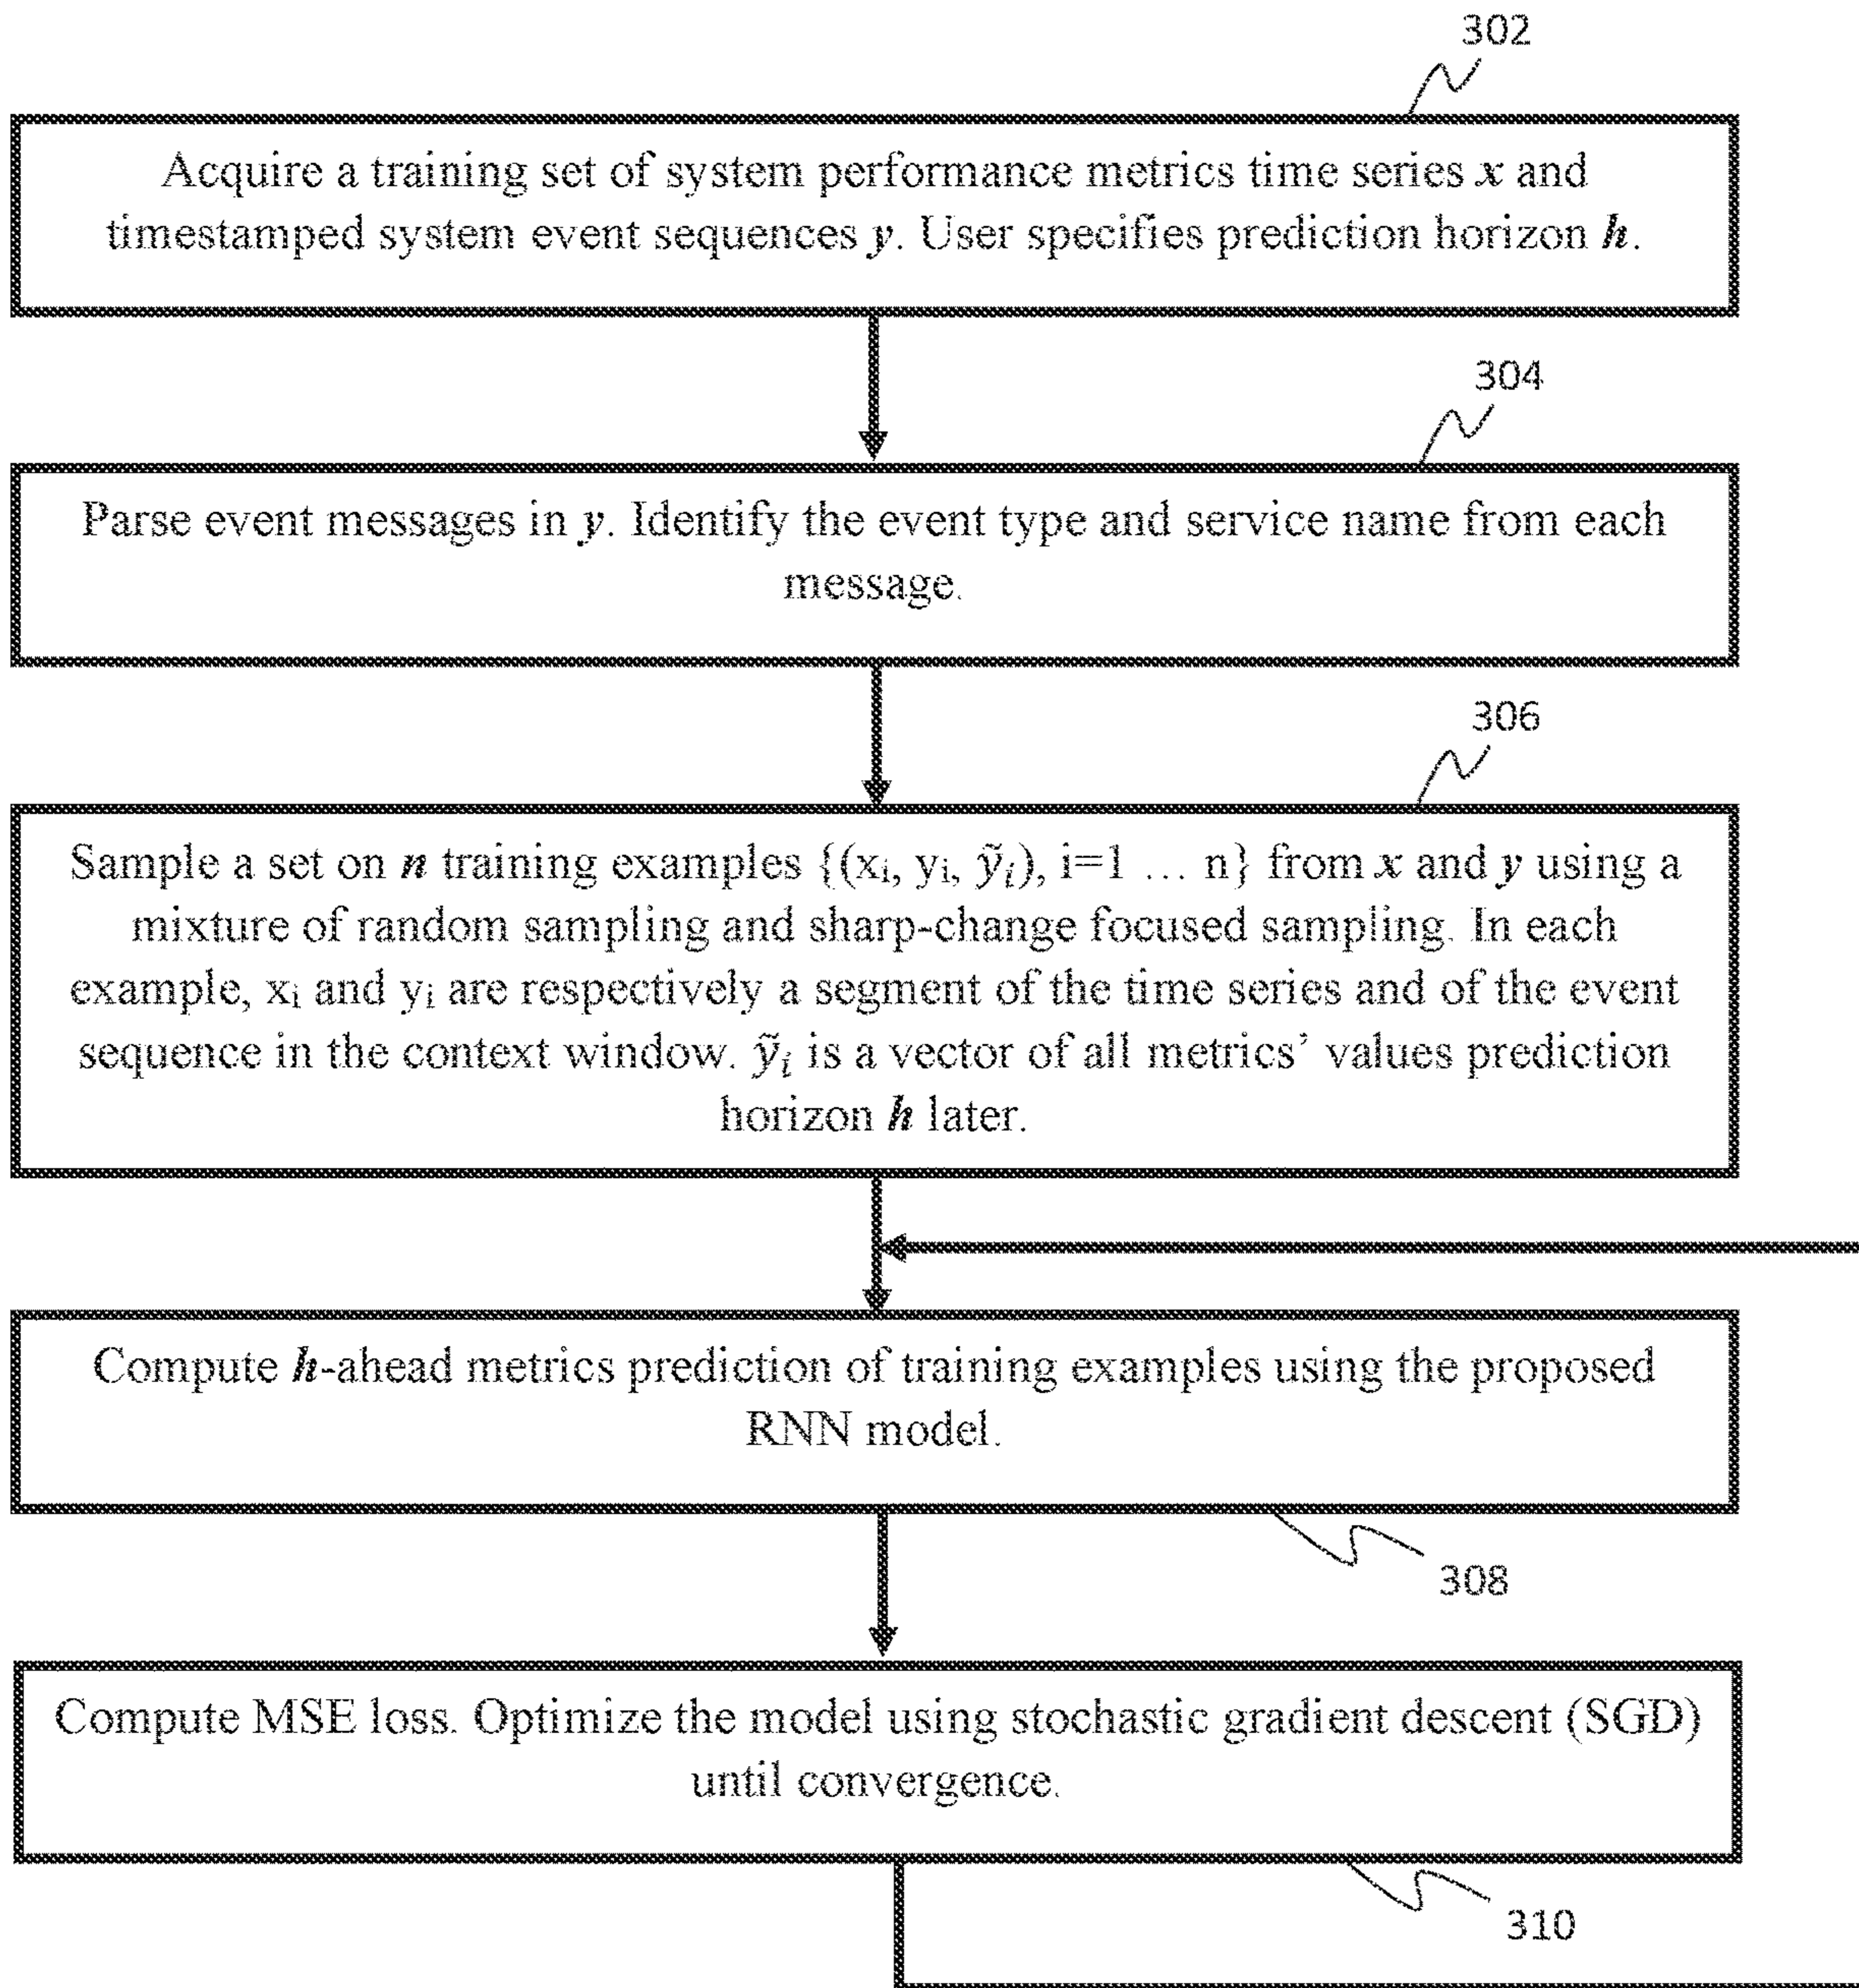 302
Acquire a training set of system performance metrics time series x and
timestamped system event sequences y. User specifies prediction horizon h.
304
Parse event messages in y. Identify the event type and service name from each
message.
306
Sample a set on n training examples {(xᵢ, yᵢ, ỹᵢ), i=1 … n} from x and y using a
mixture of random sampling and sharp-change focused sampling. In each
example, xᵢ and yᵢ are respectively a segment of the time series and of the event
sequence in the context window. ỹᵢ is a vector of all metrics’ values prediction
horizon h later.
Compute h-ahead metrics prediction of training examples using the proposed
RNN model.
308
Compute MSE loss. Optimize the model using stochastic gradient descent (SGD)
until convergence.
310